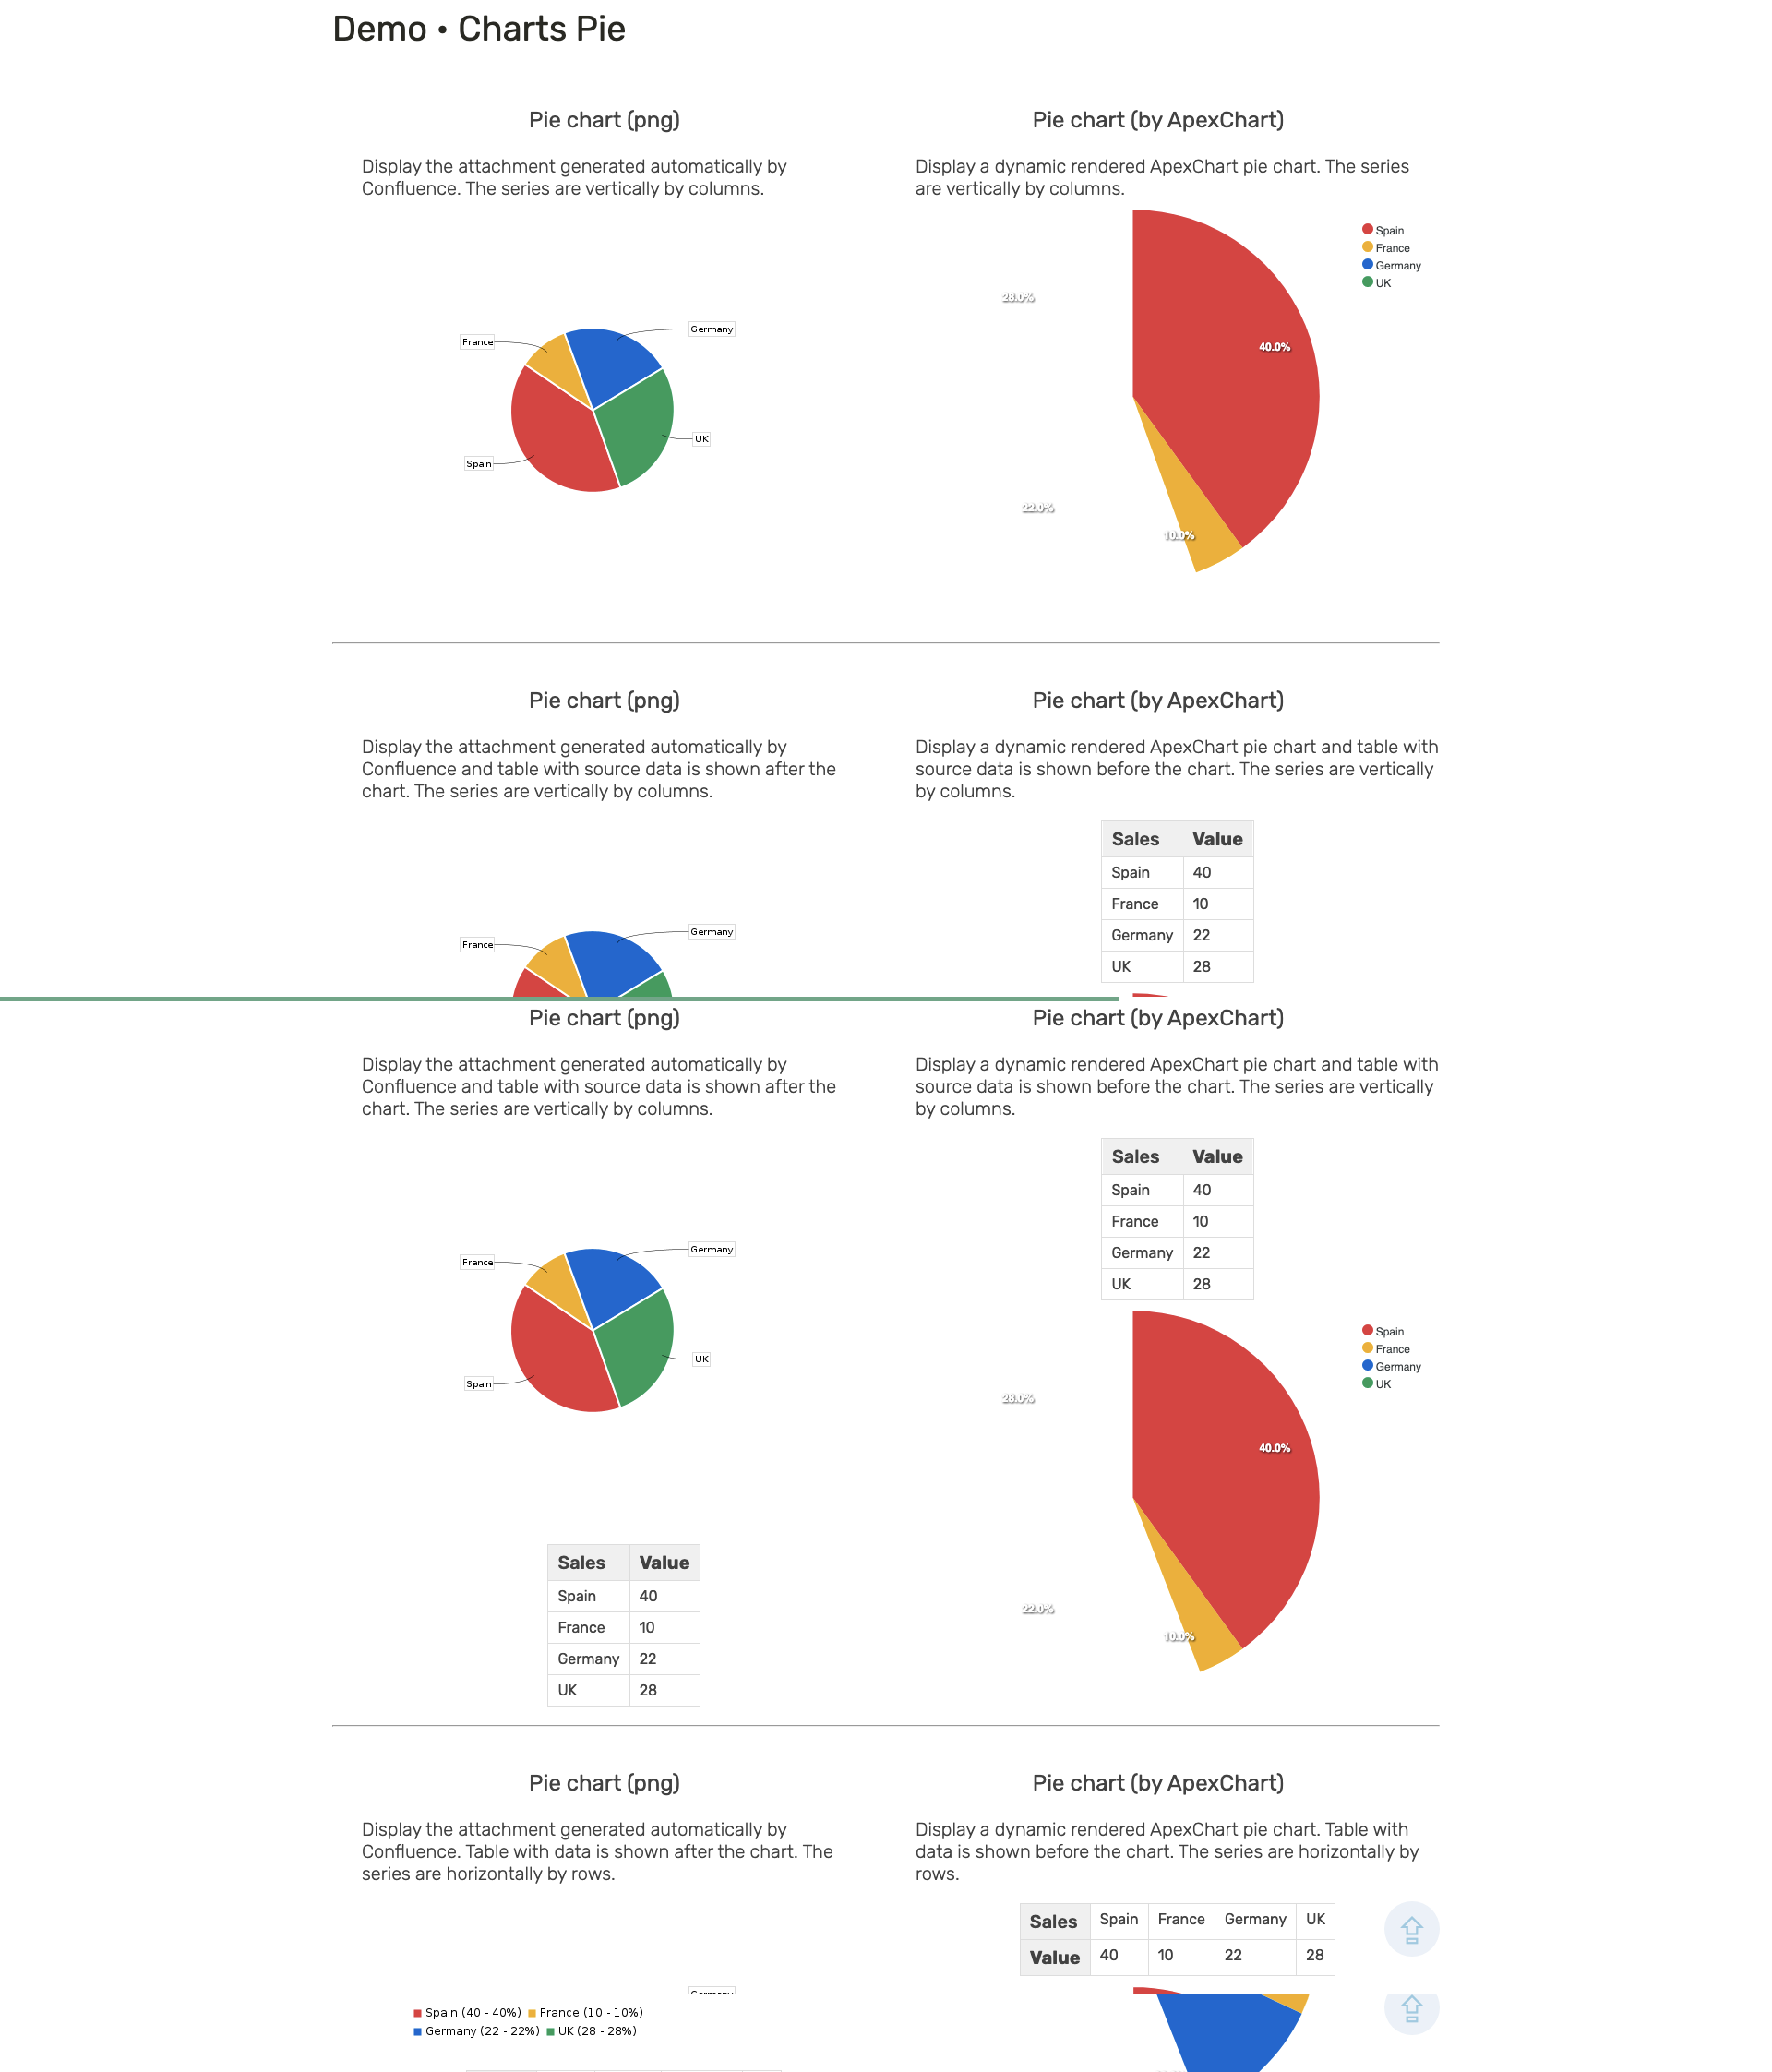 Demo • Charts Pie
Pie chart (png)
Display the attachment generated automatically by
Confluence. The series are vertically by columns.
France
Germany
UK
Spain
Pie chart (by ApexChart)
Display a dynamic rendered ApexChart pie chart. The series
are vertically by columns.
Spain
France
Germany
UK
28.0%
40.0%
22.0%
10.0%
Pie chart (png)
Display the attachment generated automatically by
Confluence and table with source data is shown after the
chart. The series are vertically by columns.
France
Germany
Pie chart (by ApexChart)
Display a dynamic rendered ApexChart pie chart and table with
source data is shown before the chart. The series are vertically
by columns.
Sales Value
Spain 40
France 10
Germany 22
UK 28
Pie chart (png)
Display the attachment generated automatically by
Confluence and table with source data is shown after the
chart. The series are vertically by columns.
France
Germany
UK
Spain
Sales Value
Spain 40
France 10
Germany 22
UK 28
Pie chart (by ApexChart)
Display a dynamic rendered ApexChart pie chart and table with
source data is shown before the chart. The series are vertically
by columns.
Sales Value
Spain 40
France 10
Germany 22
UK 28
Spain
France
Germany
UK
28.0%
40.0%
22.0%
10.0%
Pie chart (png)
Display the attachment generated automatically by
Confluence. Table with data is shown after the chart. The
series are horizontally by rows.
Spain (40 - 40%) France (10 - 10%)
Germany (22 - 22%) UK (28 - 28%)
Pie chart (by ApexChart)
Display a dynamic rendered ApexChart pie chart. Table with
data is shown before the chart. The series are horizontally by
rows.
Sales Spain France Germany UK
Value 40 10 22 28